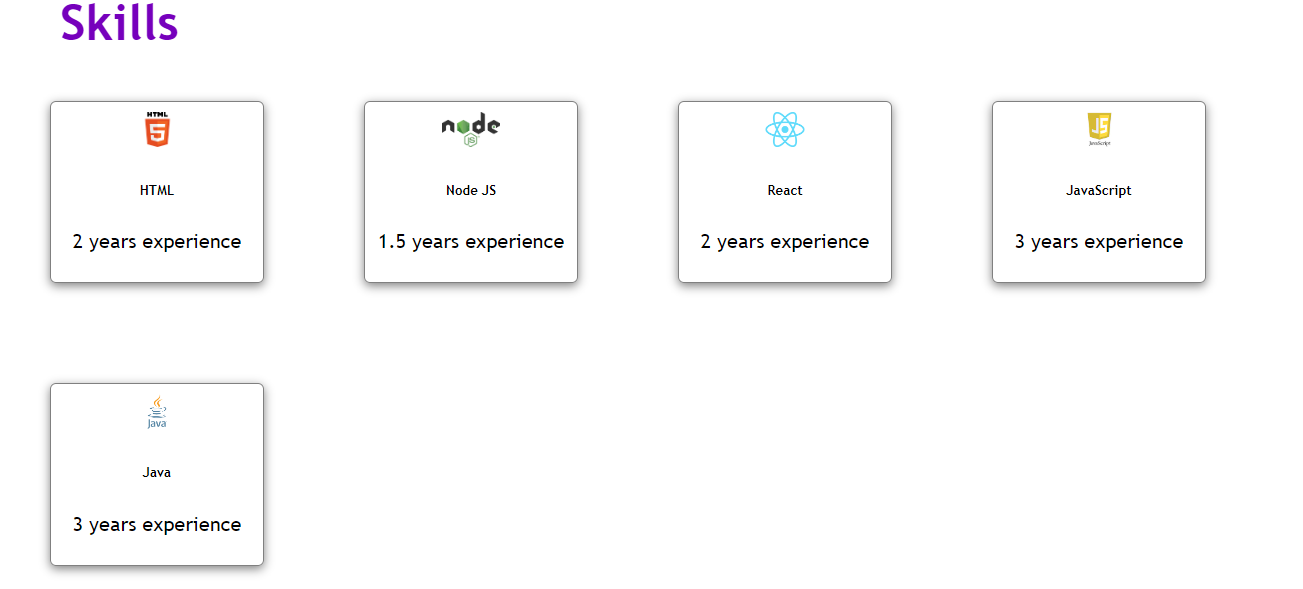 Skills
HTML
5
HTML
2 years experience
node
JS
Node JS
1.5 years experience
React
2 years experience
JS
JavaScript
JavaScript
3 years experience
Java
Java
3 years experience